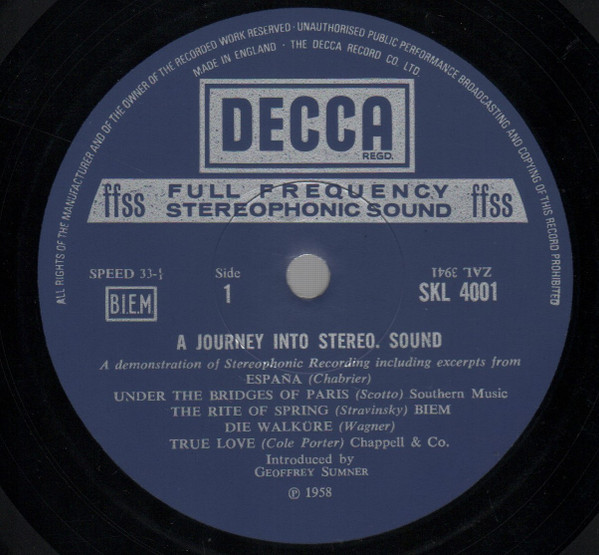 ALL RIGHTS OF THE MANUFACTURER AND OF THE OWNER OF THE RECORDED WORK RESERVED · UNAUTHORISED PUBLIC PERFORMANCE BROADCASTING AND COPYING OF THIS RECORD PROHIBITED
MADE IN ENGLAND · THE DECCA RECORD CO. LTD
DECCA
REGD.
ffss FULL FREQUENCY STEREOPHONIC SOUND ffss
SPEED 33-⅓ Side ZAL 3941
B.I.E.M 1 SKL 4001
A JOURNEY INTO STEREO. SOUND
A demonstration of Stereophonic Recording including excerpts from
ESPAÑA (Chabrier)
UNDER THE BRIDGES OF PARIS (Scotto) Southern Music
THE RITE OF SPRING (Stravinsky) BIEM
DIE WALKÜRE (Wagner)
TRUE LOVE (Cole Porter) Chappell & Co.
Introduced by
GEOFFREY SUMNER
℗ 1958